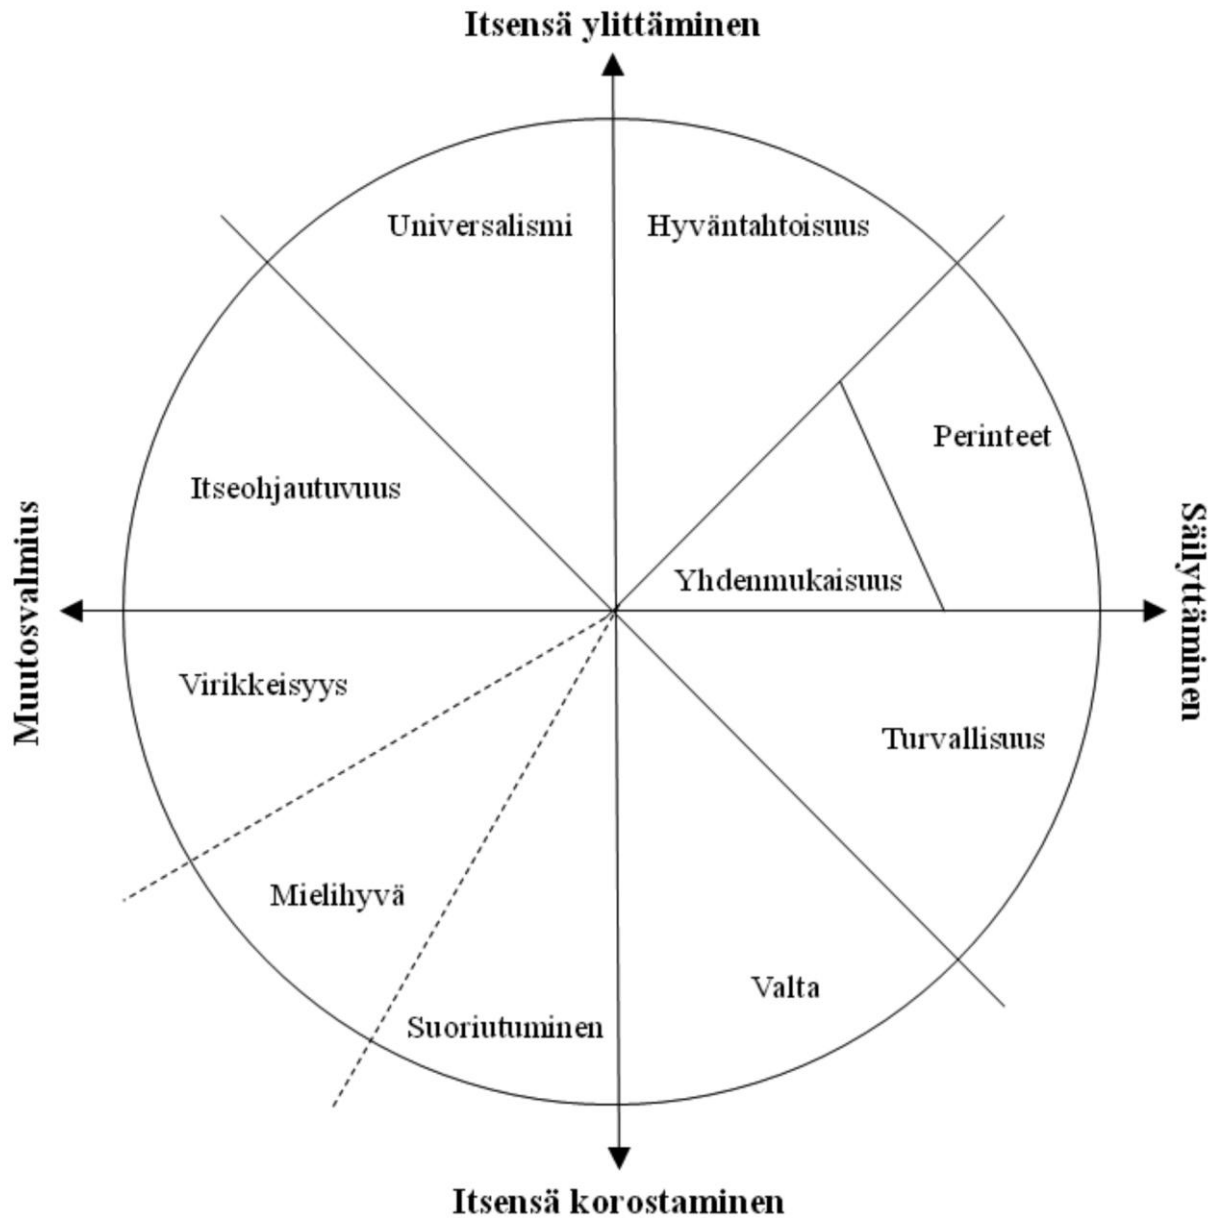 Itsensä ylittäminen
Universalismi
Hyväntahtoisuus
Perinteet
Itseohjautuvuus
Muutosvalmius
Säilyttäminen
Yhdenmukaisuus
Virikkeisyys
Turvallisuus
Mielihyvä
Valta
Suoriutuminen
Itsensä korostaminen